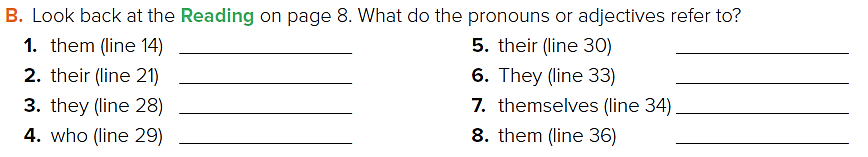 B. Look back at the Reading on page 8. What do the pronouns or adjectives refer to?
1. them (line 14)
2. their (line 21)
3. they (line 28)
4. who (line 29)
5. their (line 30)
6. They (line 33)
7. themselves (line 34)
8. them (line 36)